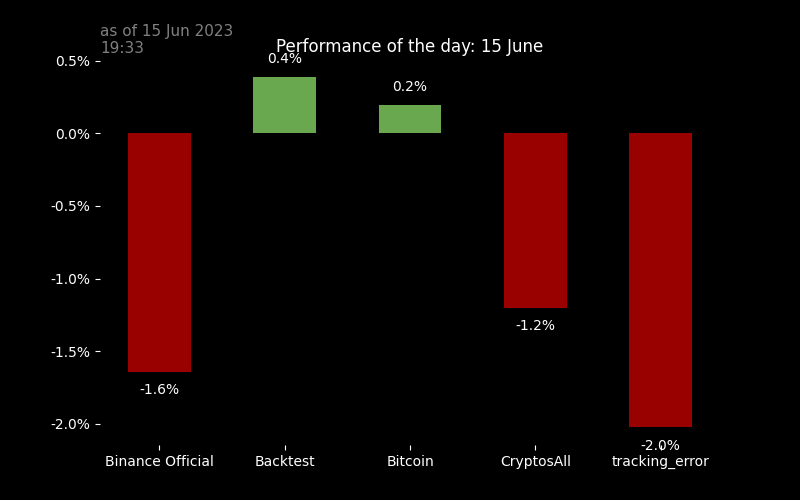 as of 15 Jun 2023
19:33
Performance of the day: 15 June
0.5%
0.0%
-0.5%
-1.0%
-1.5%
-2.0%
-1.6%
0.4%
0.2%
-1.2%
-2.0%
Binance Official
Backtest
Bitcoin
CryptosAll
tracking_error